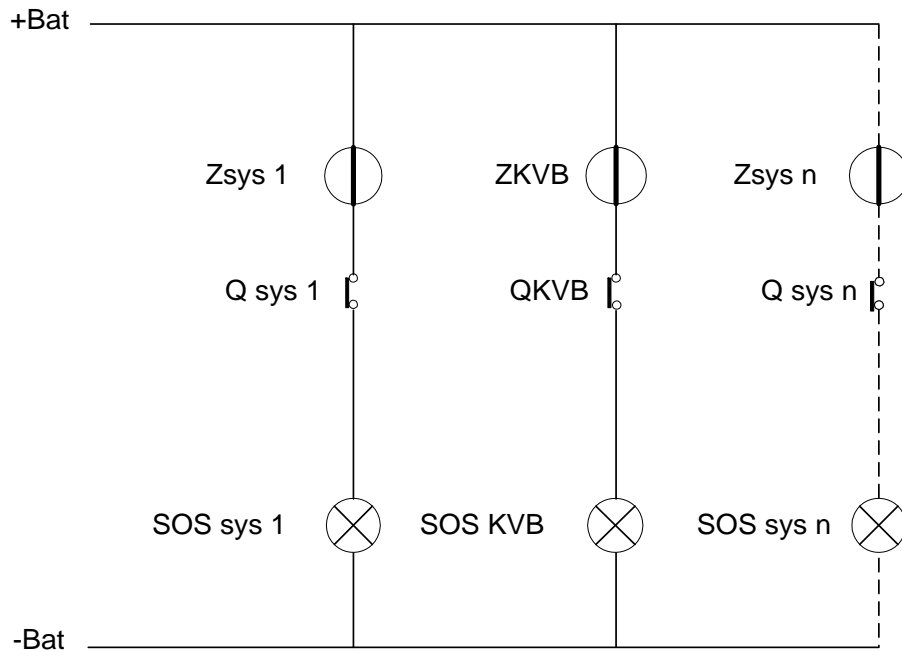 +Bat
Zsys 1 ZKVB Zsys n
Q sys 1 QKVB Q sys n
SOS sys 1 SOS KVB SOS sys n
-Bat